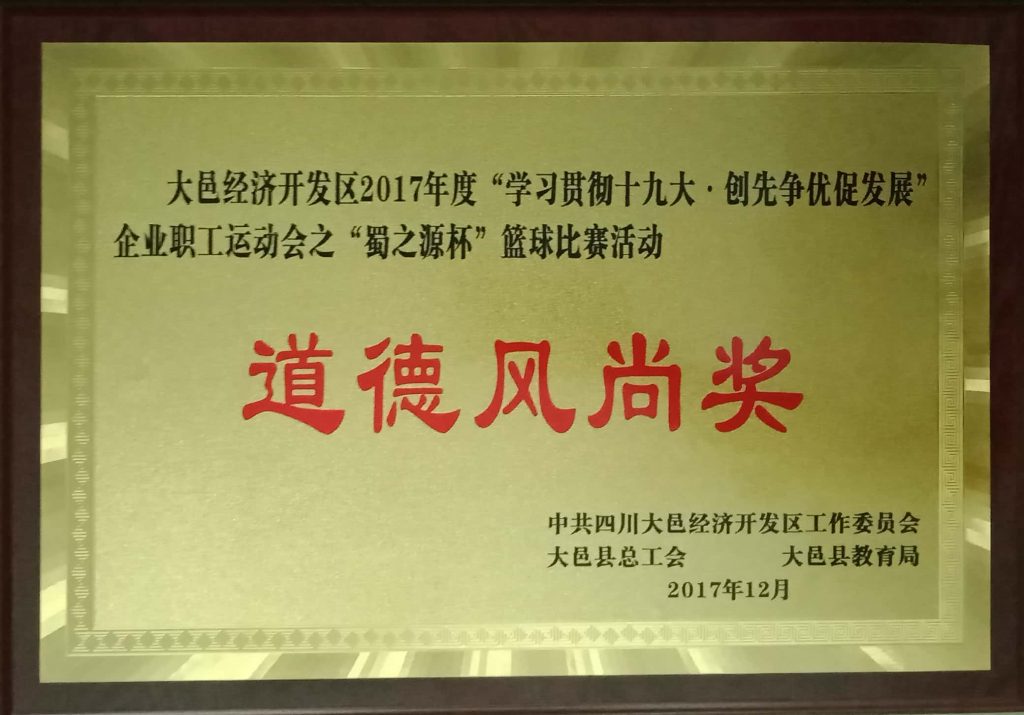 大邑经济开发区2017年度“学习贯彻十九大·创先争优促发展”
企业职工运动会之“蜀之源杯”篮球比赛活动
道德风尚奖
中共四川大邑经济开发区工作委员会
大邑县总工会 大邑县教育局
2017年12月